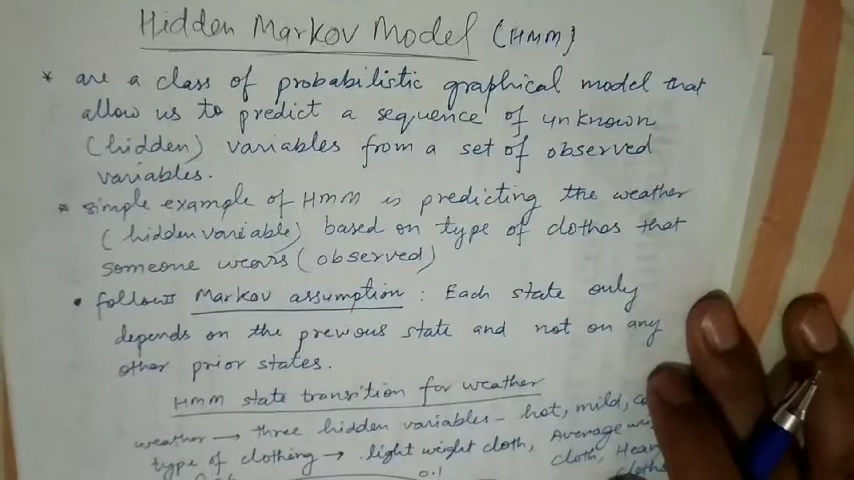 Hidden Markov Model (HMM)
* are a class of probabilistic graphical model that
allow us to predict a sequence of unknown
(hidden) variables from a set of observed
variables.
* simple example of HMM is predicting the weather
(hidden variable) based on type of clothes that
someone wears (observed)
• follows Markov assumption : Each state only
depends on the previous state and not on any
other prior states.
HMM state transition for weather
weather → three hidden variables - hot, mild,
type of clothing → light weight cloth, Average
cloth,
0.1